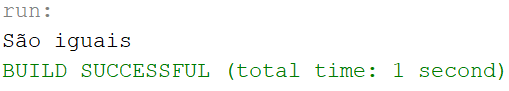 run:
São iguais
BUILD SUCCESSFUL (total time: 1 second)